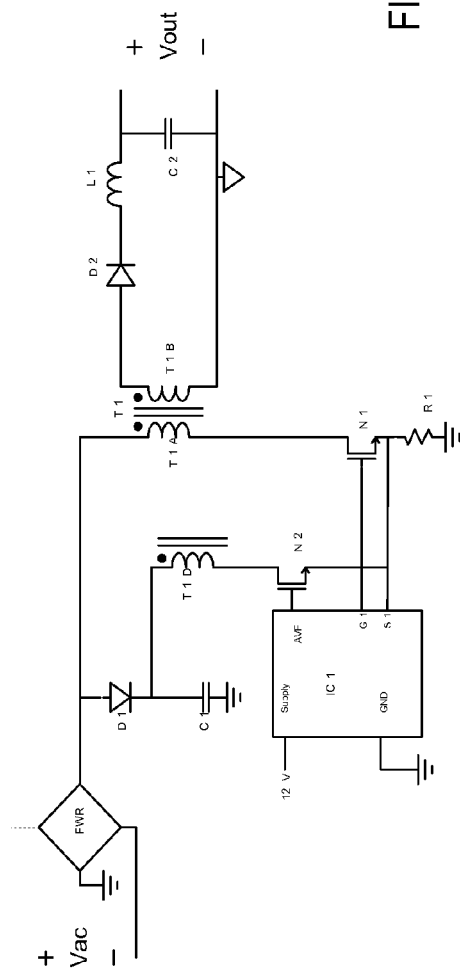 +
Vac
−
FWR
D 1
C 1
T 1 D
T 1
T 1 A
T 1 B
D 2
L 1
C 2
+
Vout
−
12 V
Supply
AVF
IC 1
GND
G 1
S 1
N 2
N 1
R 1